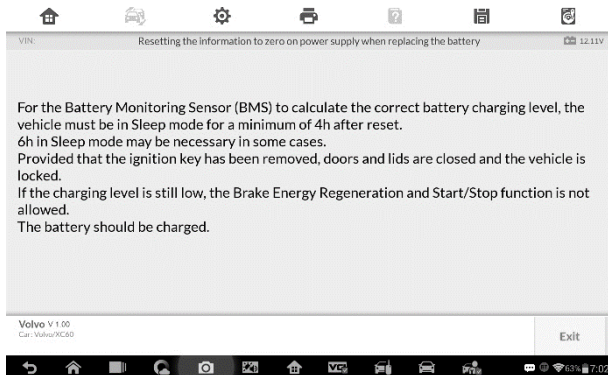 VIN:
Resetting the information to zero on power supply when replacing the battery
12.11V
For the Battery Monitoring Sensor (BMS) to calculate the correct battery charging level, the
vehicle must be in Sleep mode for a minimum of 4h after reset.
6h in Sleep mode may be necessary in some cases.
Provided that the ignition key has been removed, doors and lids are closed and the vehicle is
locked.
If the charging level is still low, the Brake Energy Regeneration and Start/Stop function is not
allowed.
The battery should be charged.
Volvo V 1.00
Car: Volvo/XC60
Exit
63% 7:02